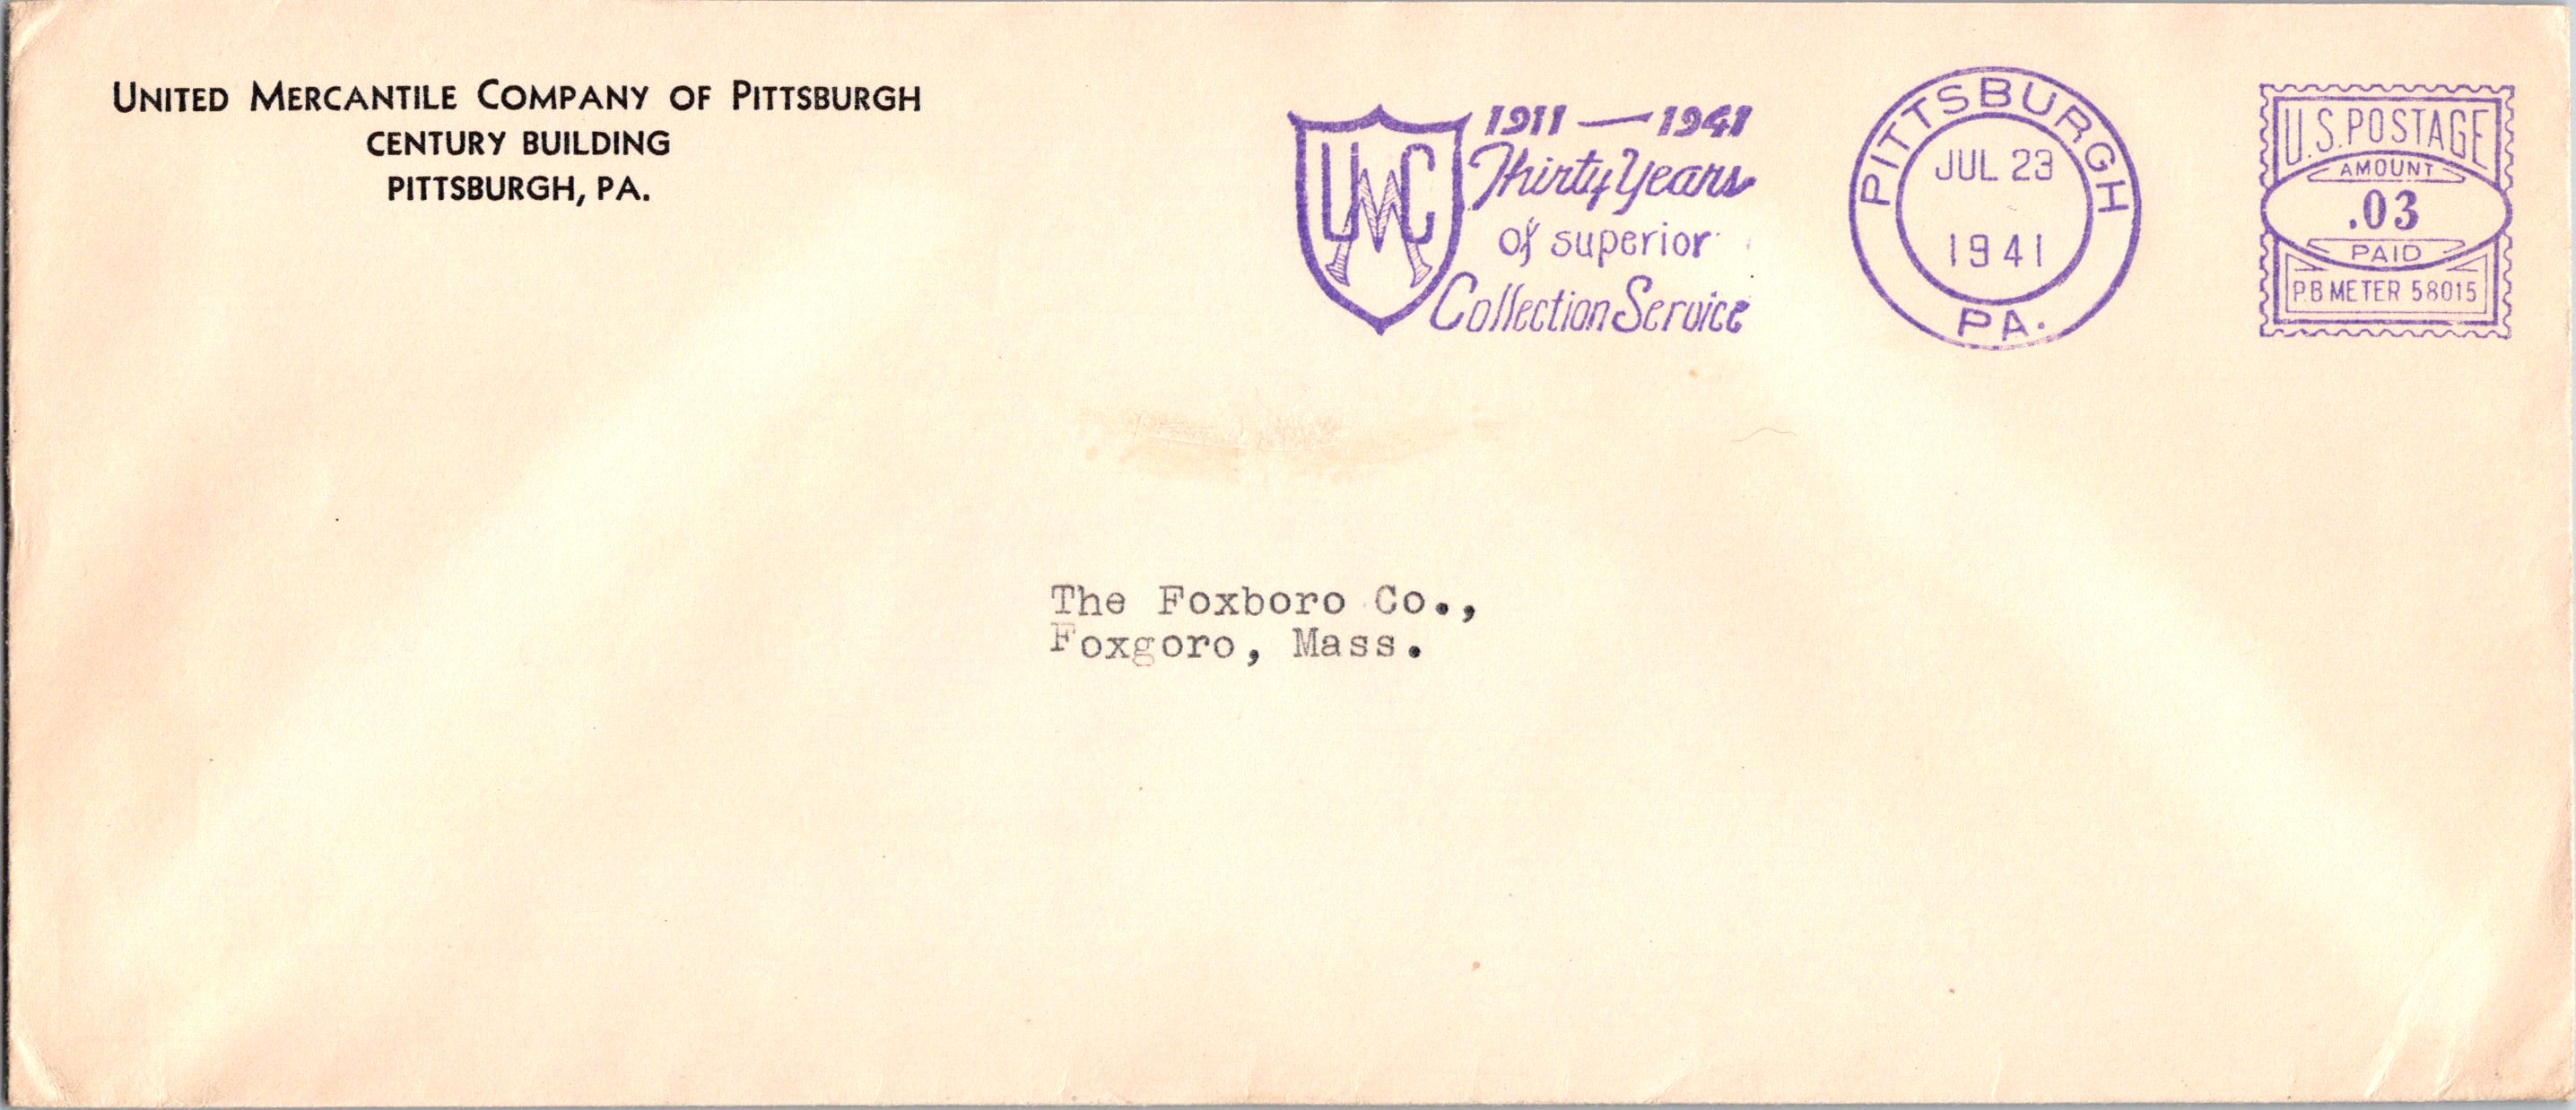 United Mercantile Company of Pittsburgh
CENTURY BUILDING
PITTSBURGH, PA.
UMC
1911 — 1941
Thirty Years
of superior
Collection Service
PITTSBURGH
JUL 23
1941
PA.
U.S. POSTAGE
AMOUNT
.03
PAID
P.B METER 58015
The Foxboro Co.,
Foxgoro, Mass.